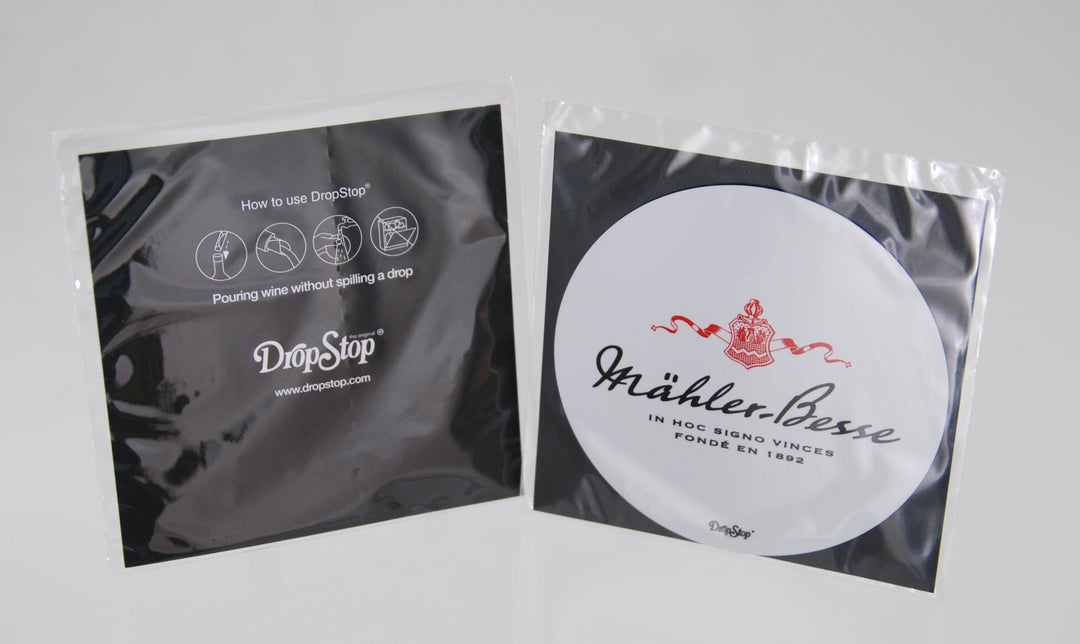 How to use DropStop®
Pouring wine without spilling a drop
the original
DropStop®
www.dropstop.com
Mähler-Besse
IN HOC SIGNO VINCES
FONDÉ EN 1892
DropStop®